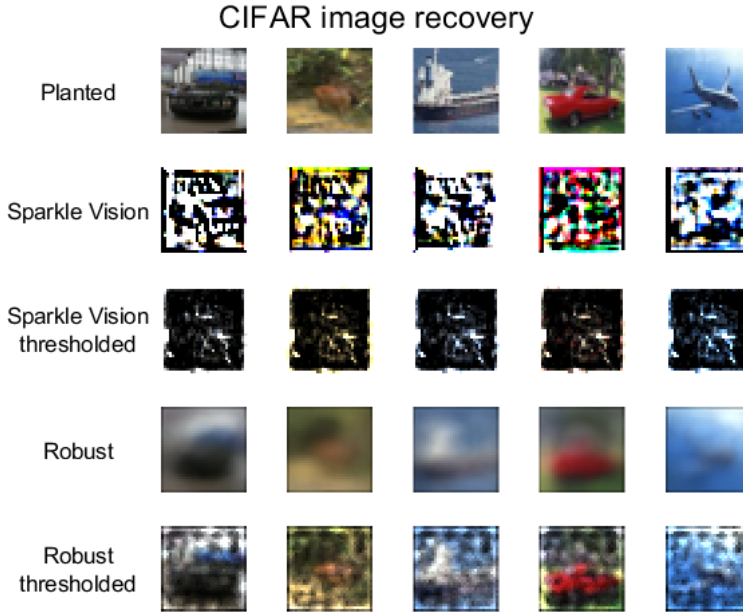 CIFAR image recovery
Planted
Sparkle Vision
Sparkle Vision
thresholded
Robust
Robust
thresholded